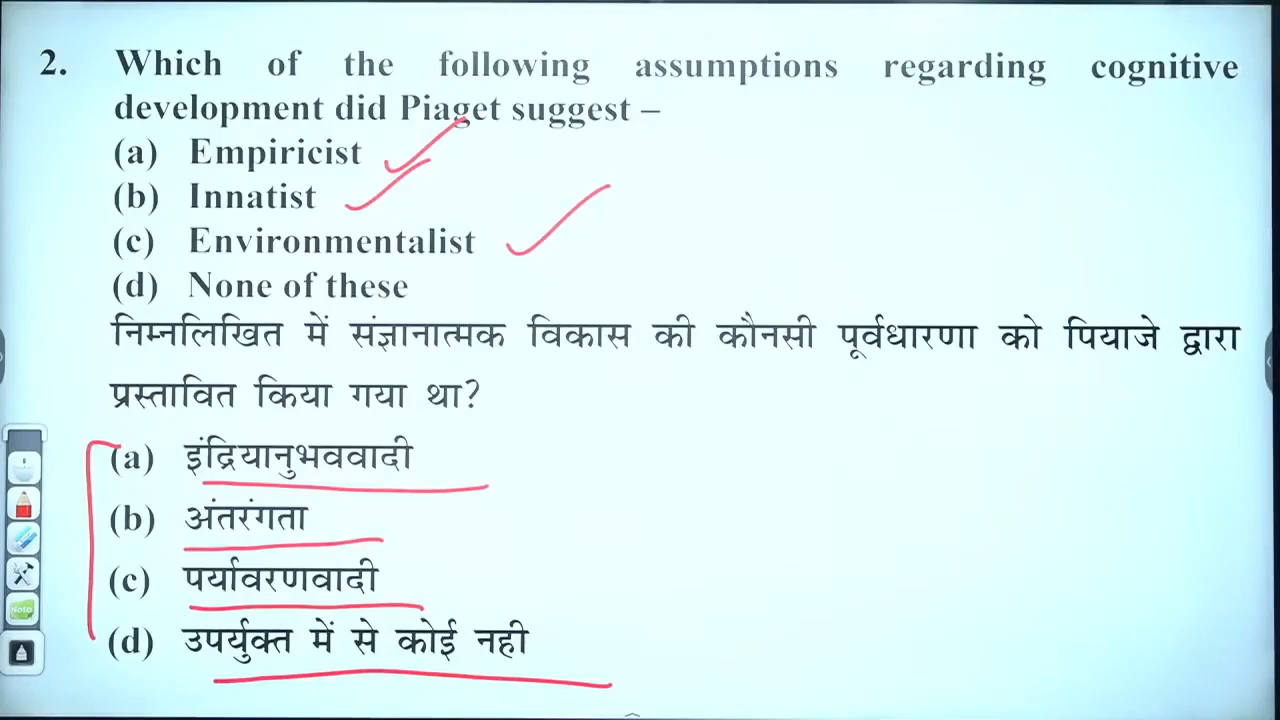 2. Which of the following assumptions regarding cognitive
development did Piaget suggest –
(a) Empiricist
(b) Innatist
(c) Environmentalist
(d) None of these
निम्नलिखित में संज्ञानात्मक विकास की कौनसी पूर्वधारणा को पियाजे द्वारा
प्रस्तावित किया गया था?
(a) इंद्रियानुभववादी
(b) अंतरंगता
(c) पर्यावरणवादी
(d) उपर्युक्त में से कोई नही
Note